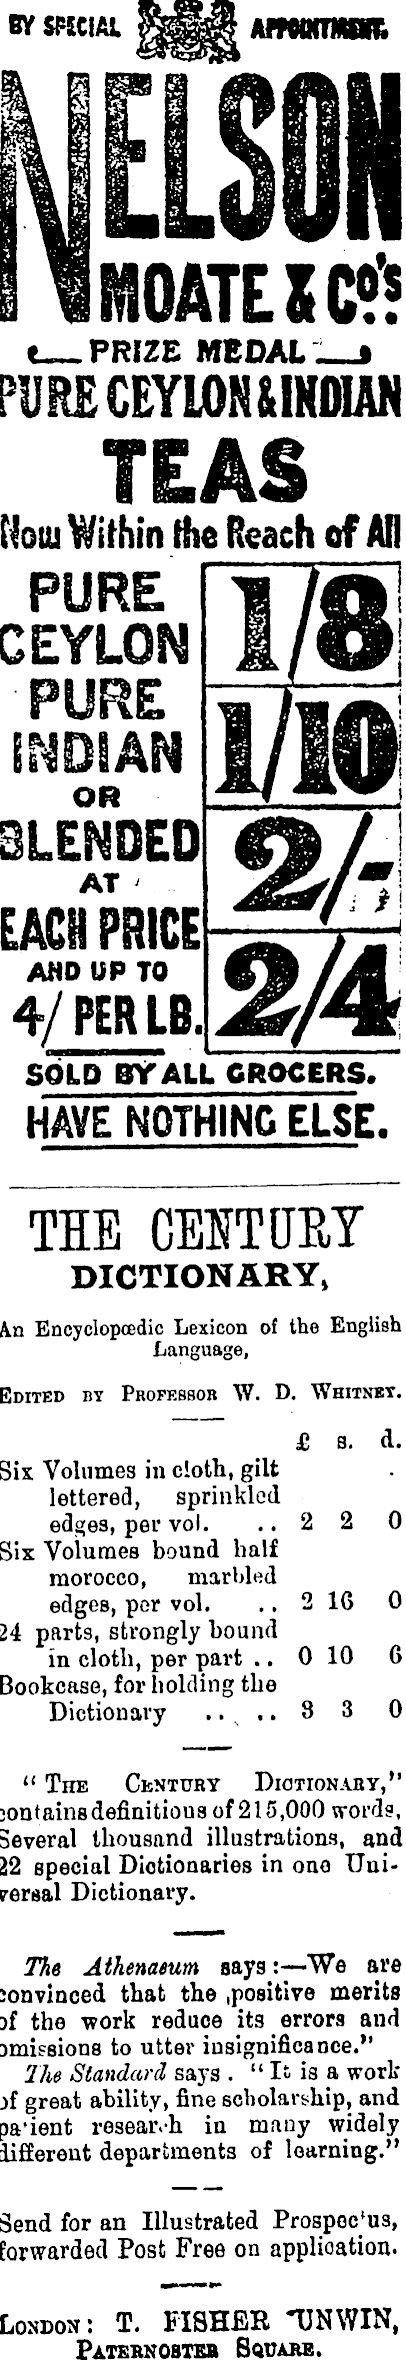 BY SPECIAL APPOINTMENT.
NELSON
MOATE & Co's
PRIZE MEDAL
PURE CEYLON & INDIAN
TEAS
Now Within the Reach of All
PURE
CEYLON
PURE
INDIAN
OR
BLENDED
AT
EACH PRICE
AND UP TO
4/ PER LB.
1/8
1/10
2/-
2/4
SOLD BY ALL GROCERS.
HAVE NOTHING ELSE.
THE CENTURY
DICTIONARY,
An Encyclopœdic Lexicon of the English
Language,
EDITED BY PROFESSOR W. D. WHITNEY.
£ s. d.
Six Volumes in cloth, gilt
lettered, sprinkled
edges, per vol. .. 2 2 0
Six Volumes bound half
morocco, marbled
edges, per vol. .. 2 16 0
24 parts, strongly bound
in cloth, per part .. 0 10 6
Bookcase, for holding the
Dictionary .. .. 3 3 0
"THE CENTURY DICTIONARY,"
contains definitions of 215,000 words,
Several thousand illustrations, and
22 special Dictionaries in one Uni-
versal Dictionary.
The Athenaeum says:—We are
convinced that the positive merits
of the work reduce its errors and
omissions to utter insignificance."
The Standard says. "It is a work
of great ability, fine scholarship, and
patient research in many widely
different departments of learning."
Send for an Illustrated Prospectus,
forwarded Post Free on application.
LONDON: T. FISHER UNWIN,
PATERNOSTER SQUARE.